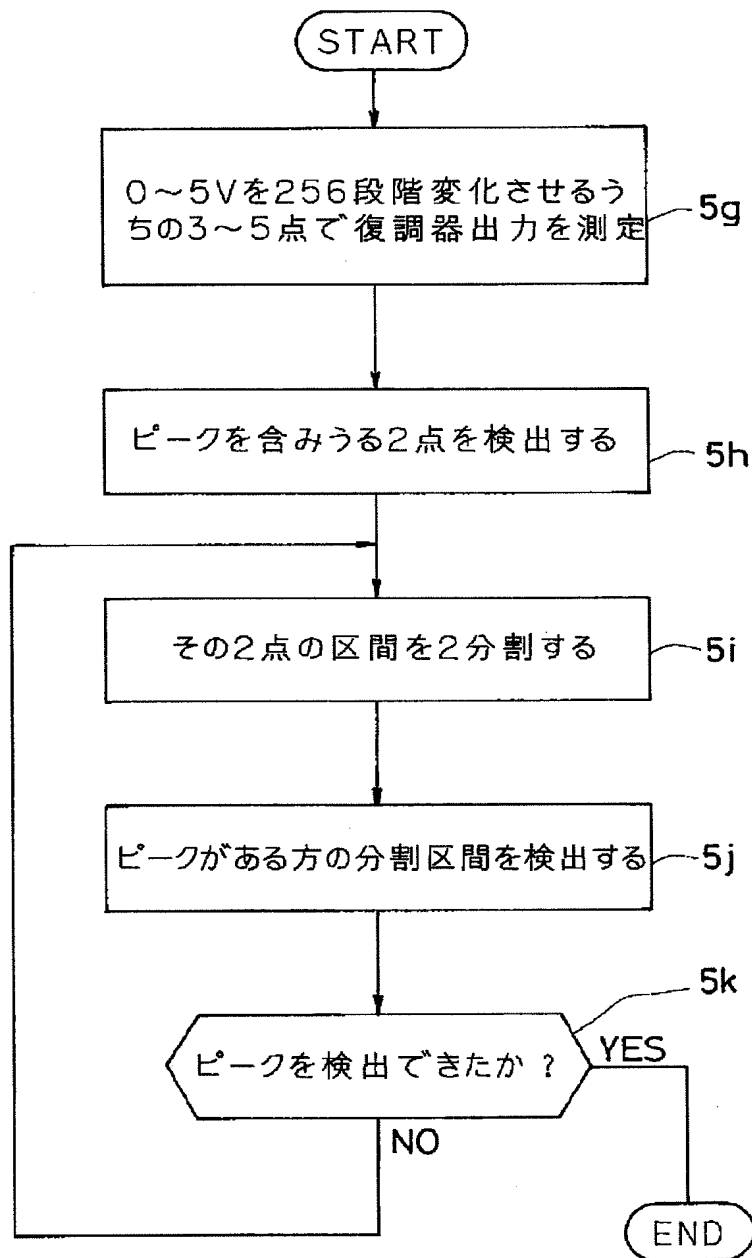 START
0～5Vを256段階変化させるう
ちの3～5点で復調器出力を測定
5g
ピークを含みうる2点を検出する
5h
その2点の区間を2分割する
5i
ピークがある方の分割区間を検出する
5j
5k
ピークを検出できたか？
YES
NO
END